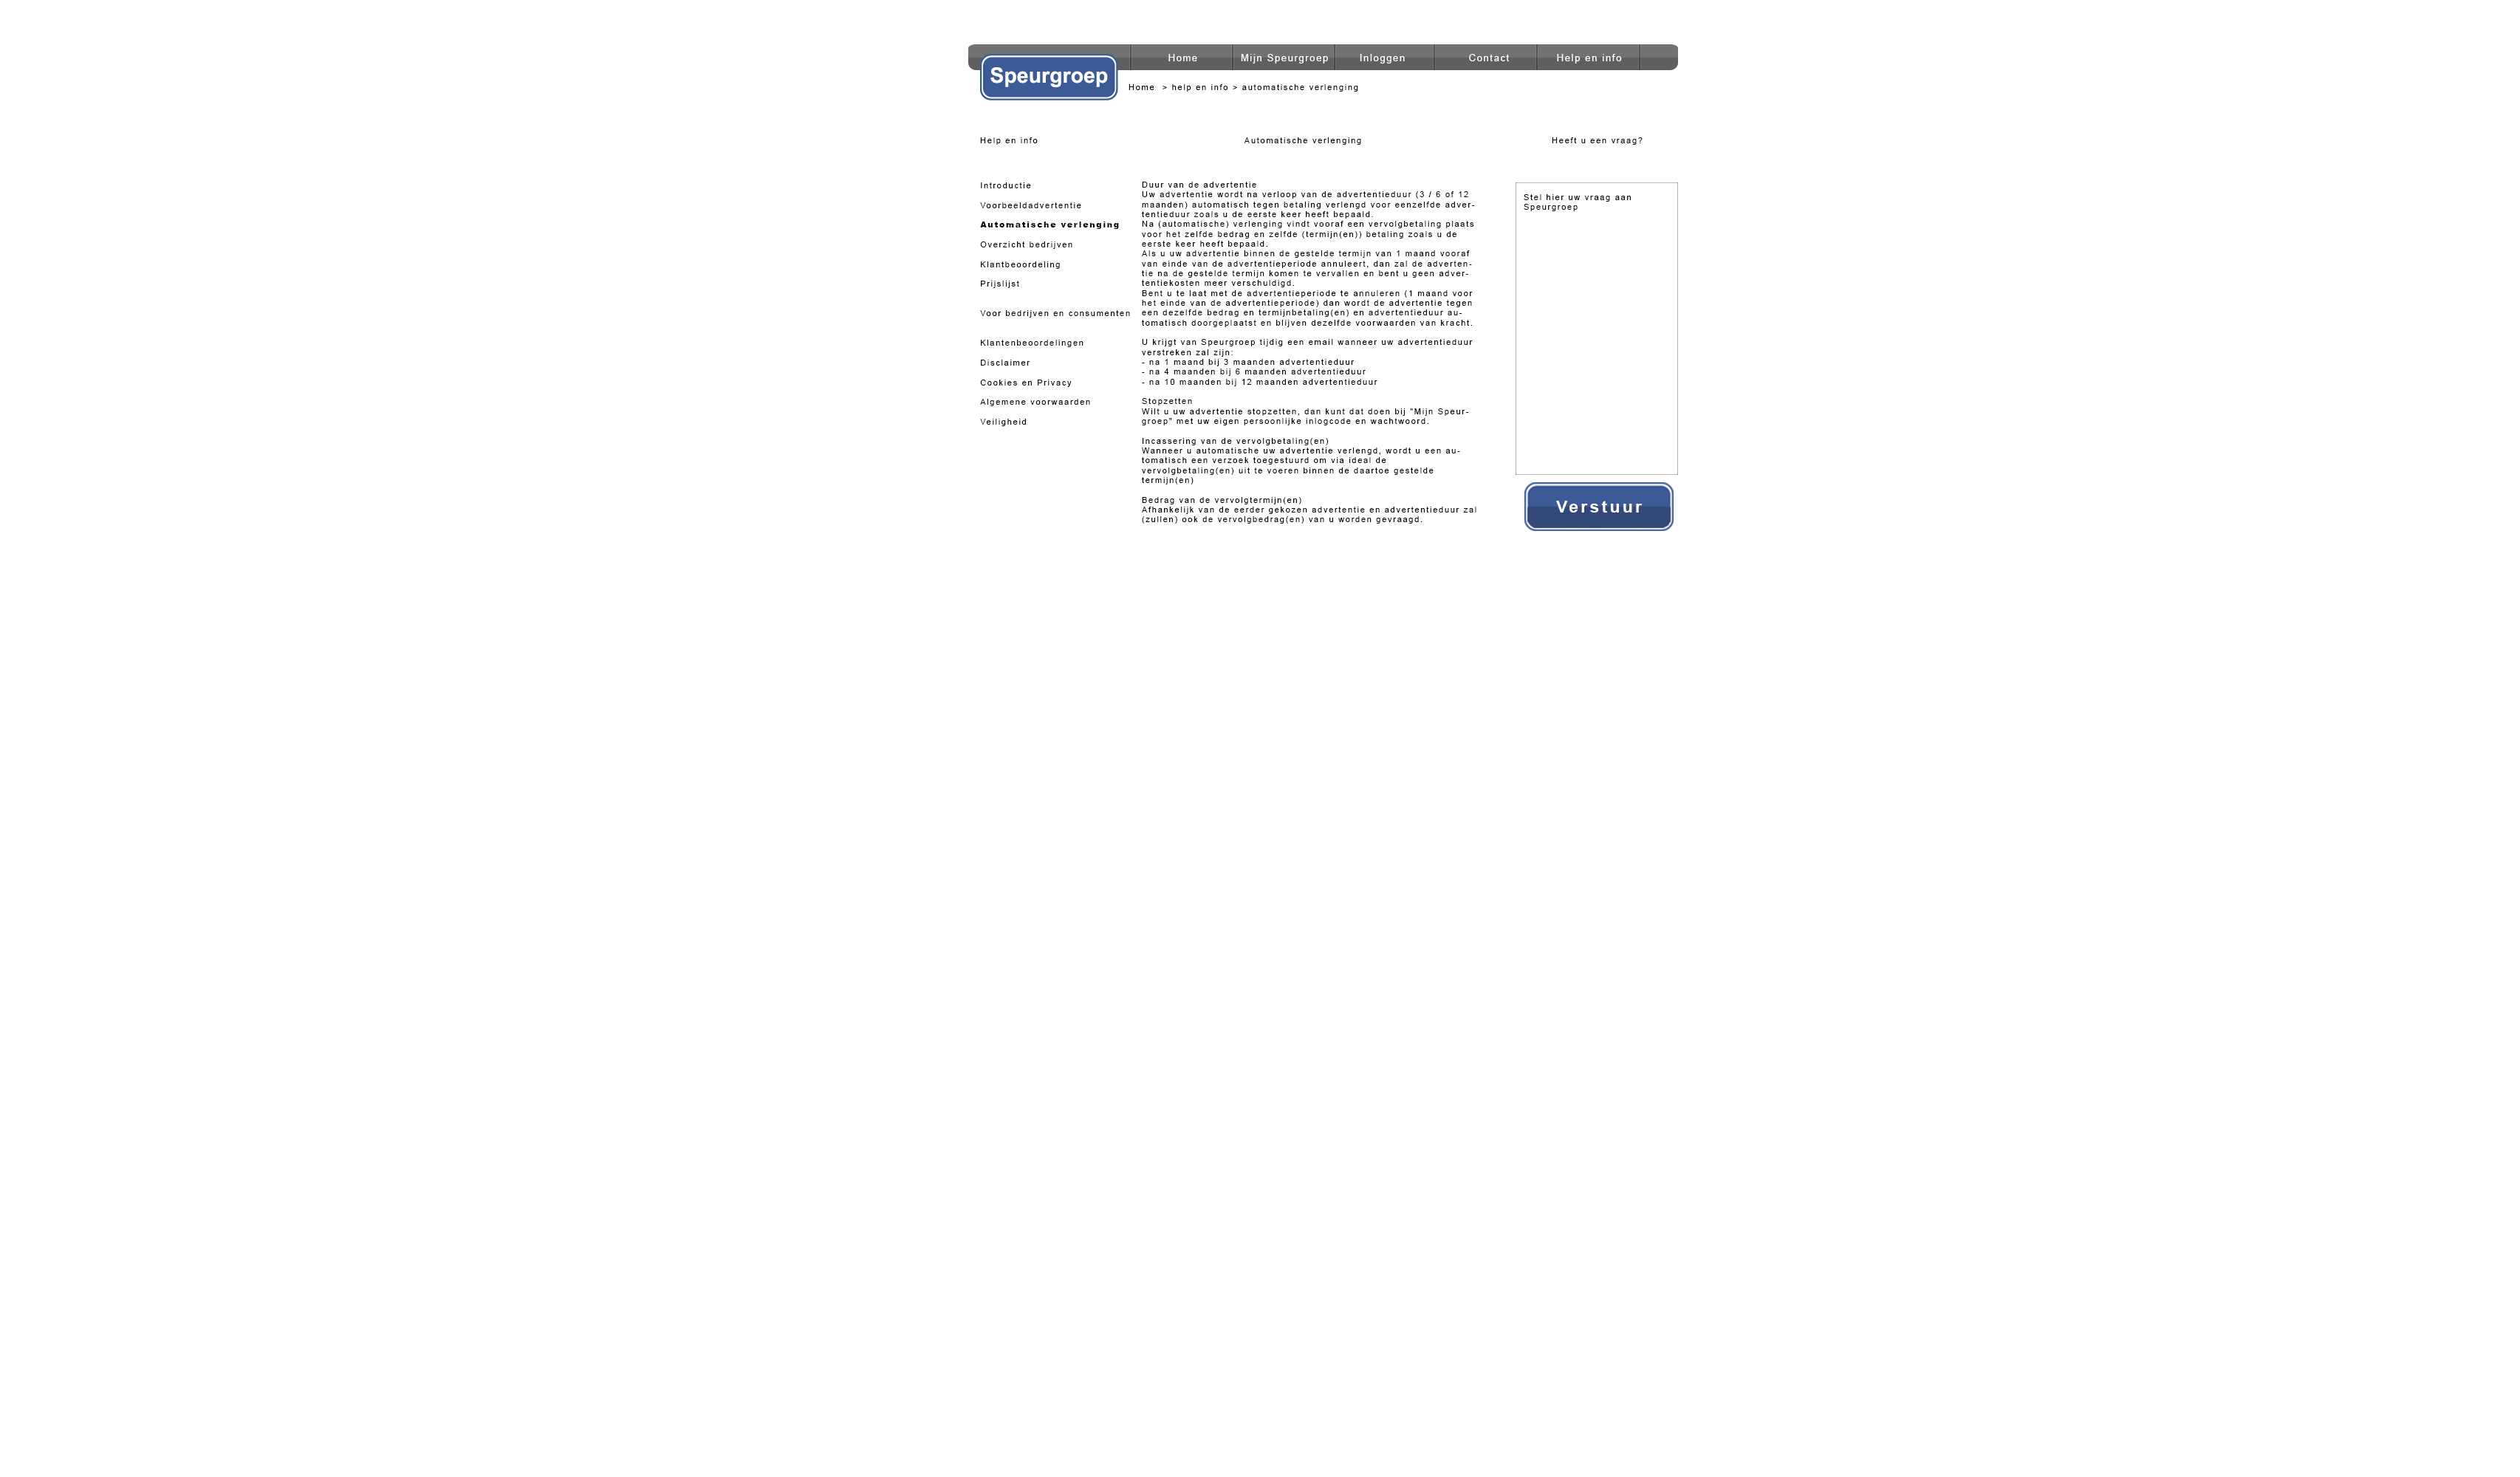 Home
Mijn Speurgroep
Inloggen
Contact
Help en info
Speurgroep
Home > help en info > automatische verlenging
Help en info
Introductie
Voorbeeldadvertentie
Automatische verlenging
Overzicht bedrijven
Klantbeoordeling
Prijslijst
Voor bedrijven en consumenten
Klantenbeoordelingen
Disclaimer
Cookies en Privacy
Algemene voorwaarden
Veiligheid
Automatische verlenging
Duur van de advertentie
Uw advertentie wordt na verloop van de advertentieduur (3 / 6 of 12
maanden) automatisch tegen betaling verlengd voor eenzelfde adver-
tentieduur zoals u de eerste keer heeft bepaald.
Na (automatische) verlenging vindt vooraf een vervolgbetaling plaats
voor het zelfde bedrag en zelfde (termijn(en)) betaling zoals u de
eerste keer heeft bepaald.
Als u uw advertentie binnen de gestelde termijn van 1 maand vooraf
van einde van de advertentieperiode annuleert, dan zal de adverten-
tie na de gestelde termijn komen te vervallen en bent u geen adver-
tentiekosten meer verschuldigd.
Bent u te laat met de advertentieperiode te annuleren (1 maand voor
het einde van de advertentieperiode) dan wordt de advertentie tegen
een dezelfde bedrag en termijnbetaling(en) en advertentieduur au-
tomatisch doorgeplaatst en blijven dezelfde voorwaarden van kracht.
U krijgt van Speurgroep tijdig een email wanneer uw advertentieduur
verstreken zal zijn:
- na 1 maand bij 3 maanden advertentieduur
- na 4 maanden bij 6 maanden advertentieduur
- na 10 maanden bij 12 maanden advertentieduur
Stopzetten
Wilt u uw advertentie stopzetten, dan kunt dat doen bij "Mijn Speur-
groep" met uw eigen persoonlijke inlogcode en wachtwoord.
Incassering van de vervolgbetaling(en)
Wanneer u automatische uw advertentie verlengd, wordt u een au-
tomatisch een verzoek toegestuurd om via ideal de
vervolgbetaling(en) uit te voeren binnen de daartoe gestelde
termijn(en)
Bedrag van de vervolgtermijn(en)
Afhankelijk van de eerder gekozen advertentie en advertentieduur zal
(zullen) ook de vervolgbedrag(en) van u worden gevraagd.
Heeft u een vraag?
Stel hier uw vraag aan
Speurgroep
Verstuur